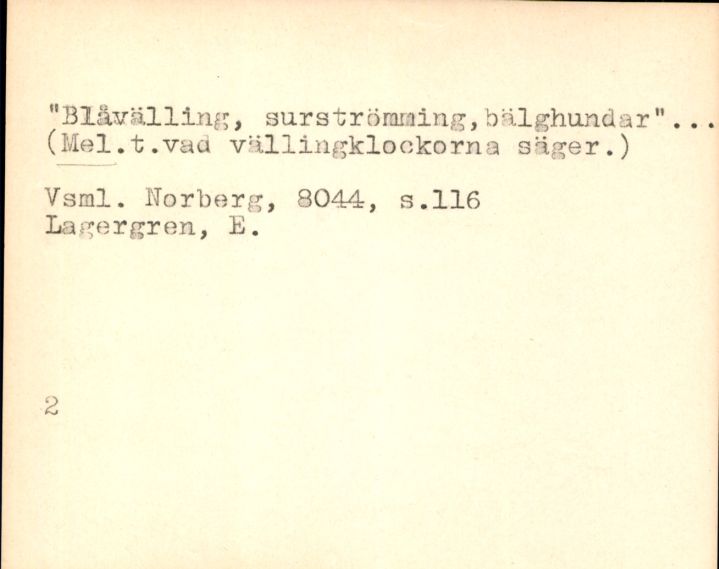 "Blåvälling, surströmming,bälghundar"...
(Mel.t.vad vällingklockorna säger.)
Vsml. Norberg, 8044, s.116
Lagergren, E.
2